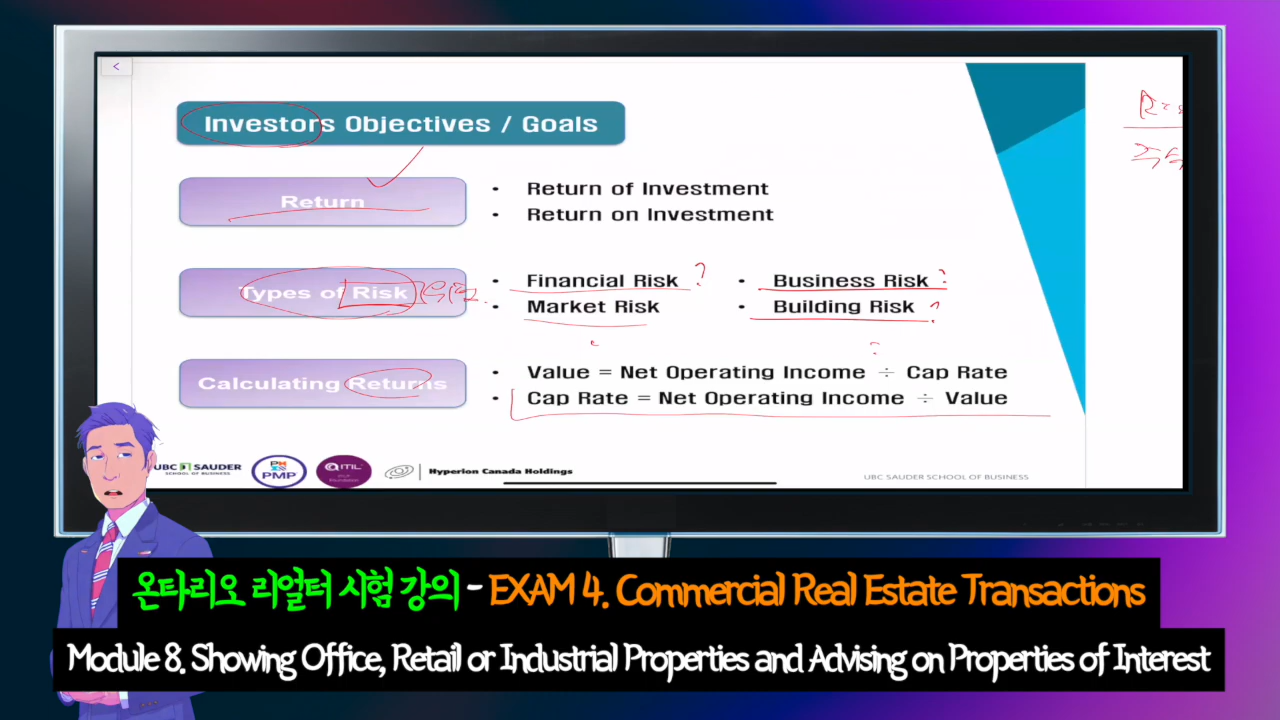 Investors Objectives / Goals
Return
• Return of Investment
• Return on Investment
Types of Risk
• Financial Risk ?
• Market Risk
• Business Risk ?
• Building Risk ?
Calculating Returns
• Value = Net Operating Income ÷ Cap Rate
• Cap Rate = Net Operating Income ÷ Value
UBC SAUDER
SCHOOL OF BUSINESS
PMP
ITIL
Foundation
Hyperion Canada Holdings
UBC SAUDER SCHOOL OF BUSINESS
온타리오 리얼터 시험 강의 - EXAM 4. Commercial Real Estate Transactions
Module 8. Showing Office, Retail or Industrial Properties and Advising on Properties of Interest